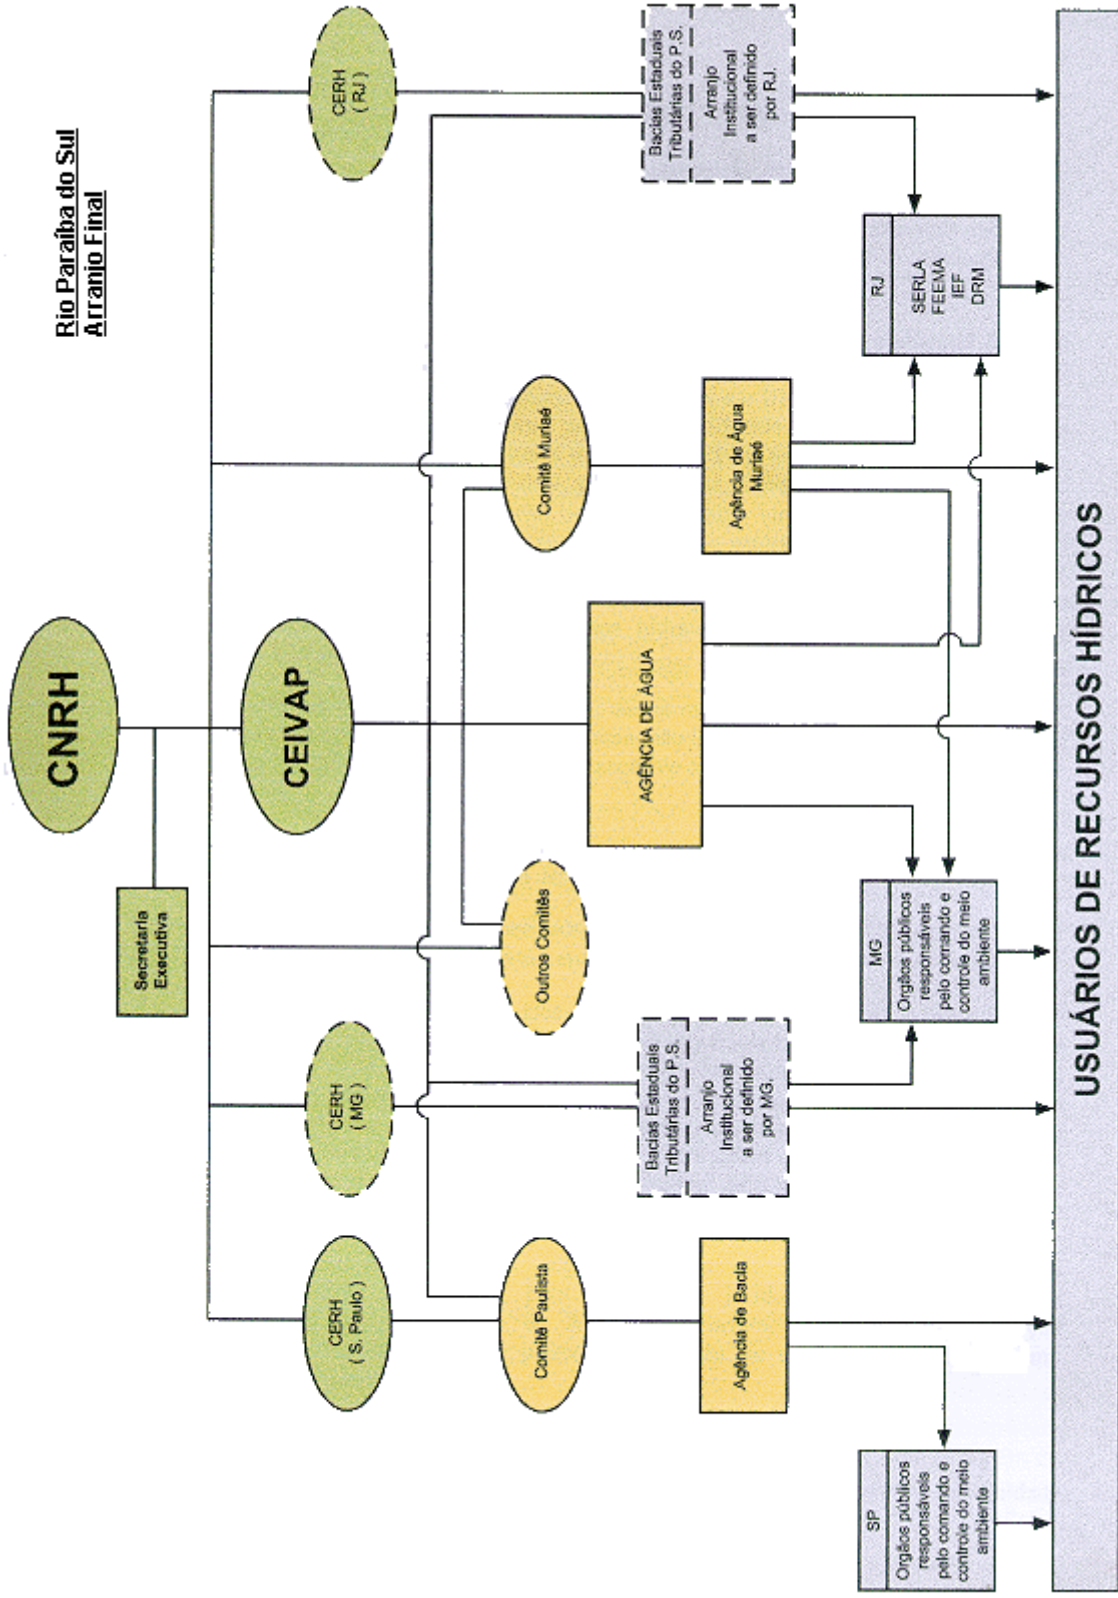 Rio Paraíba do Sul
Arranjo Final
CNRH
Secretaria
Executiva
CEIVAP
CERH
( S. Paulo )
CERH
( MG )
CERH
( RJ )
Comitê Paulista
Outros Comitês
Comitê Muriaé
Agência de Bacia
Bacias Estaduais
Tributárias do P.S.
Arranjo
Institucional
a ser definido
por MG.
AGÊNCIA DE ÁGUA
Agência de Água
Muriaé
Bacias Estaduais
Tributárias do P.S.
Arranjo
Institucional
a ser definido
por RJ.
SP
Orgãos públicos
responsáveis
pelo comando e
controle do meio
ambiente
MG
Orgãos públicos
responsáveis
pelo comando e
controle do meio
ambiente
RJ
SERLA
FEEMA
IEF
DRM
USUÁRIOS DE RECURSOS HÍDRICOS